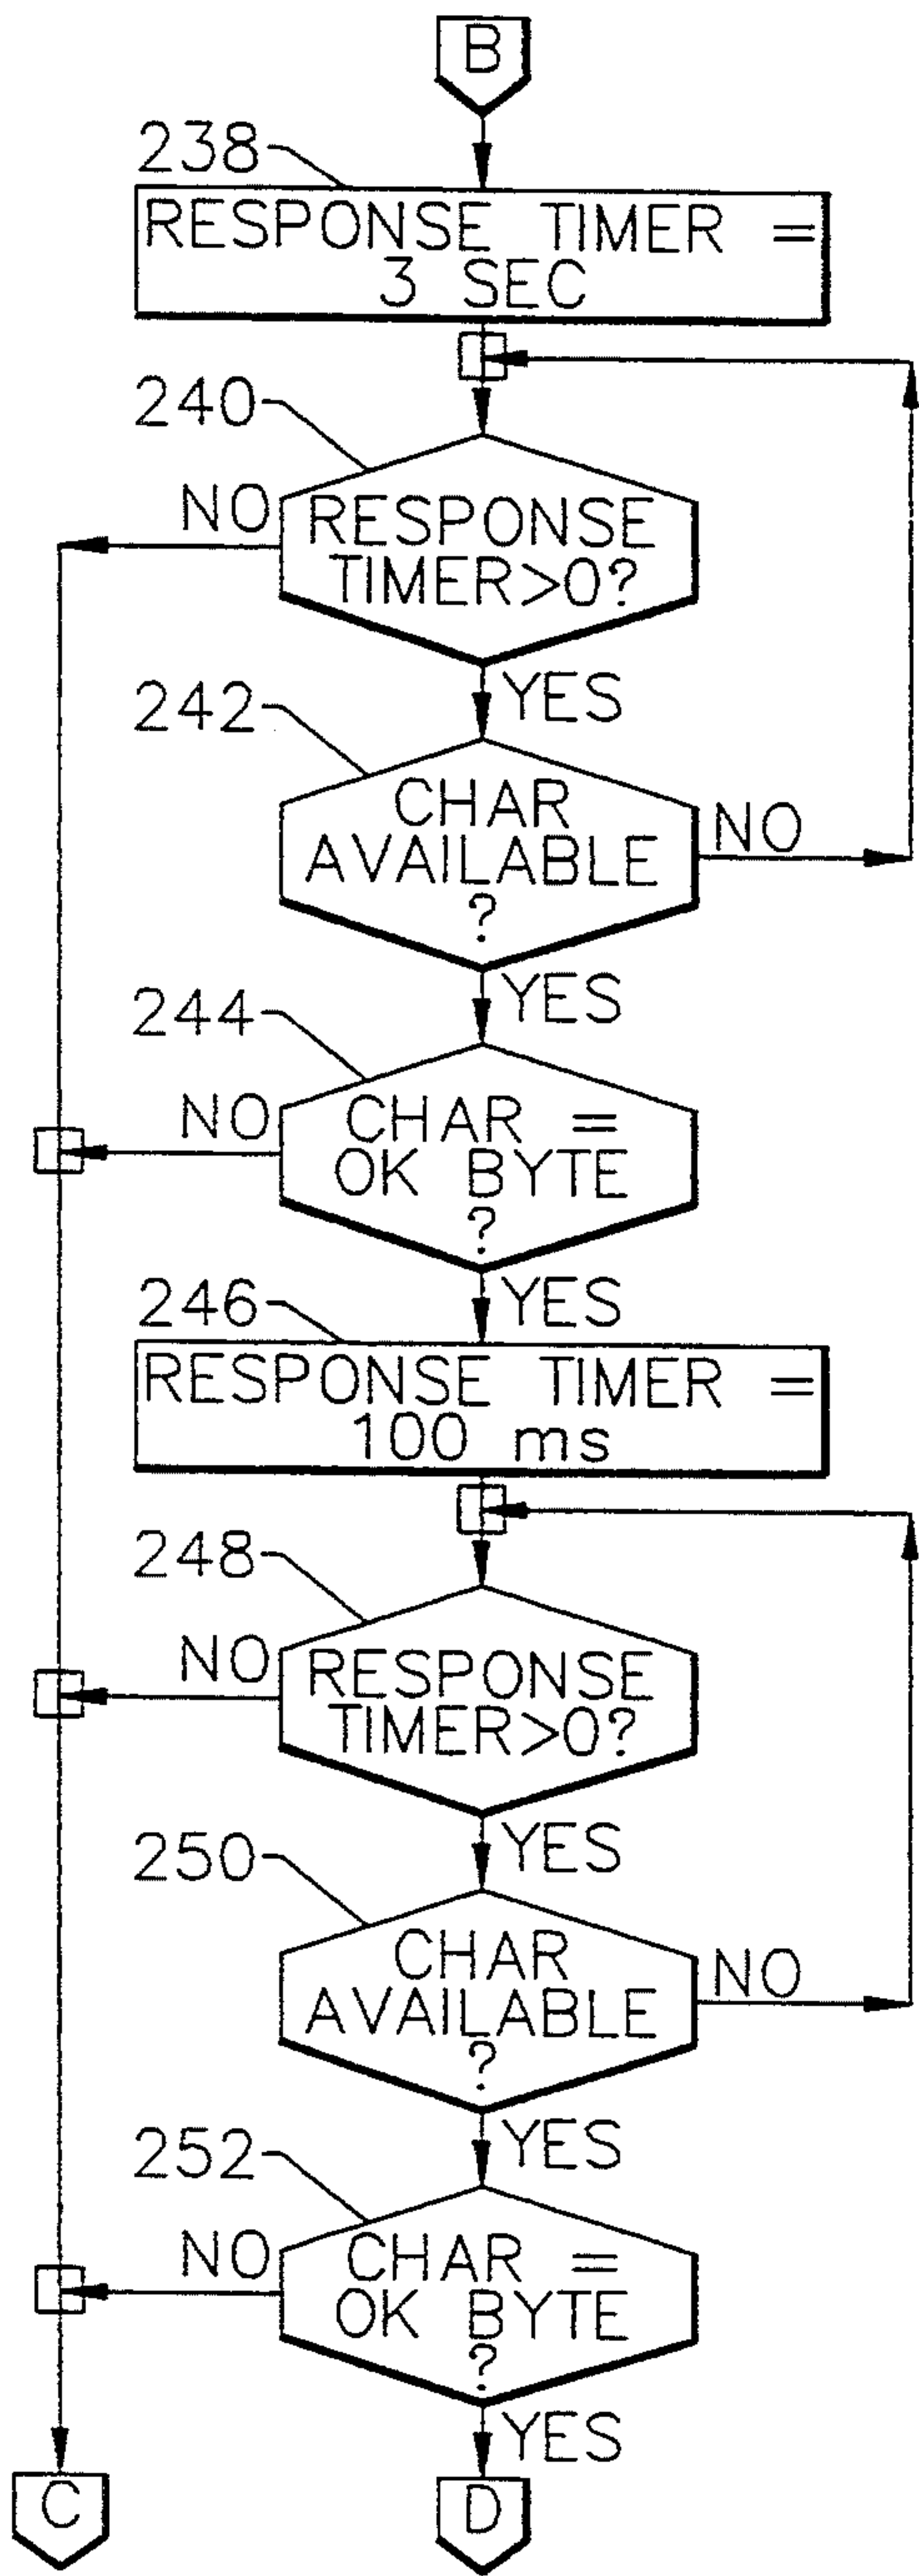 B
238
RESPONSE TIMER =
3 SEC
240
NO
RESPONSE
TIMER>0?
YES
242
CHAR
AVAILABLE
?
NO
YES
244
NO
CHAR =
OK BYTE
?
YES
246
RESPONSE TIMER =
100 ms
248
NO
RESPONSE
TIMER>0?
YES
250
CHAR
AVAILABLE
?
NO
YES
252
NO
CHAR =
OK BYTE
?
YES
C
D